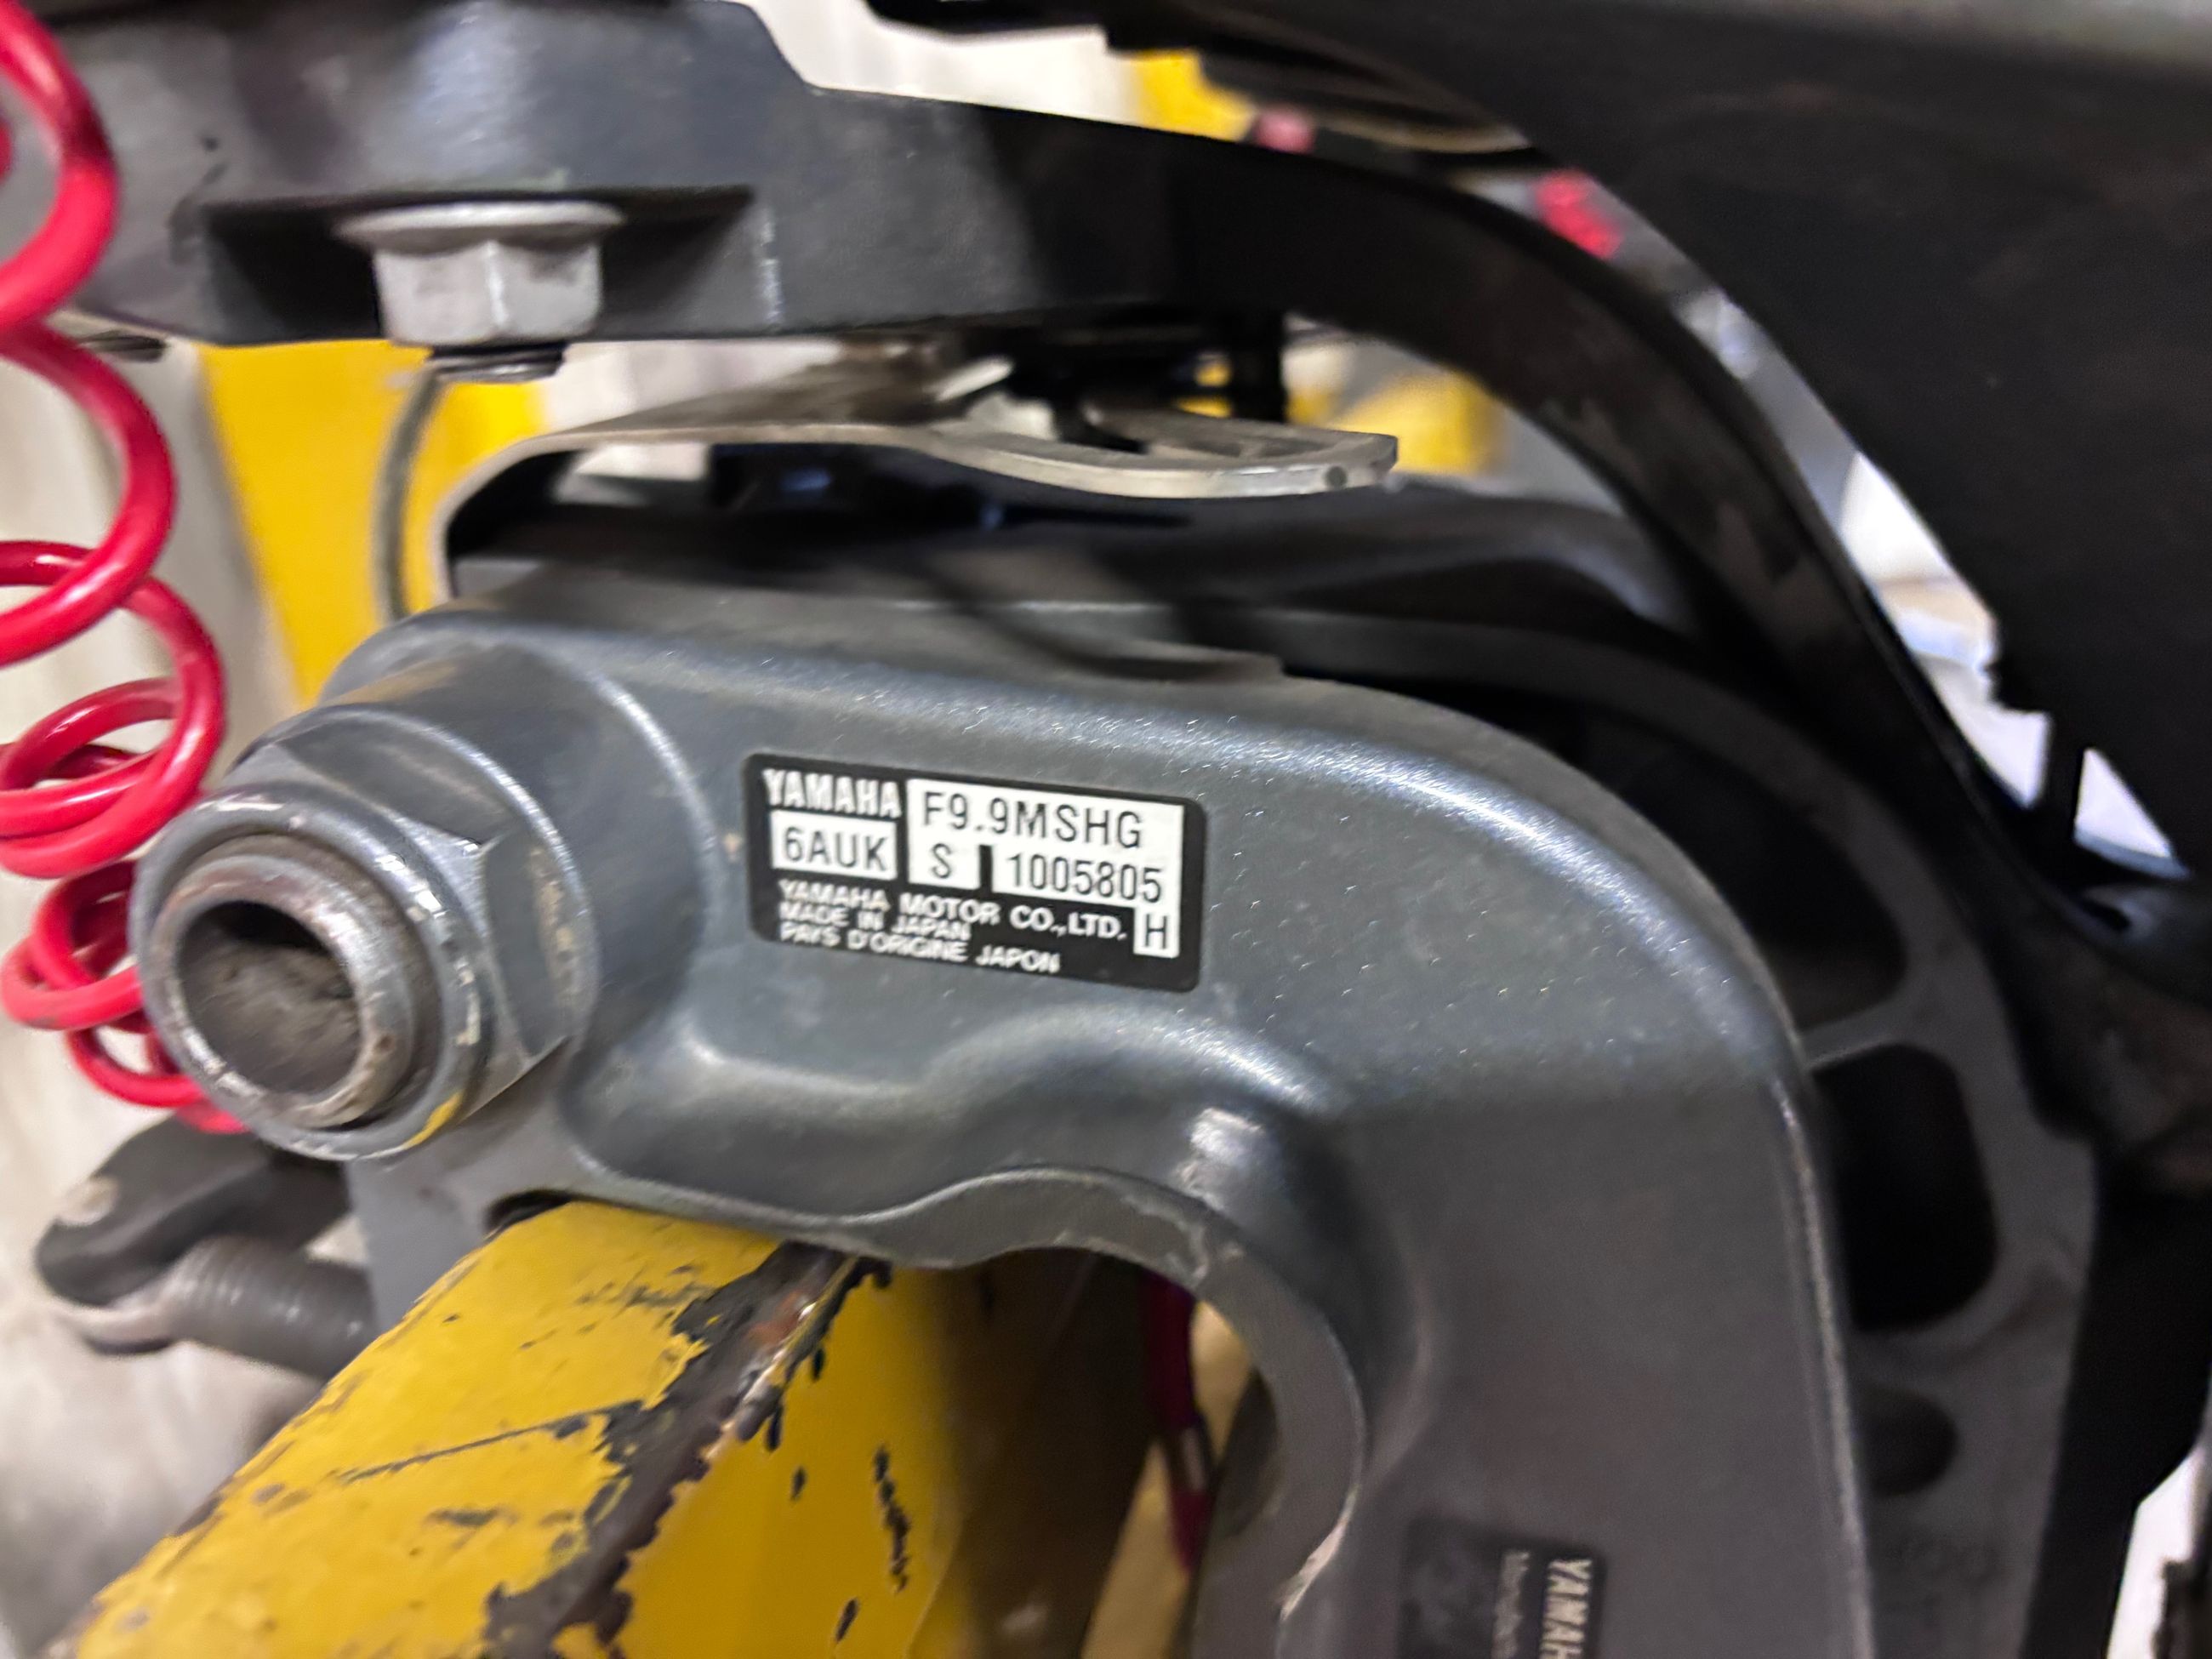 YAMAHA F9.9MSHG
6AUK S 1005805
YAMAHA MOTOR CO.,LTD. H
MADE IN JAPAN
PAYS D'ORIGINE JAPON